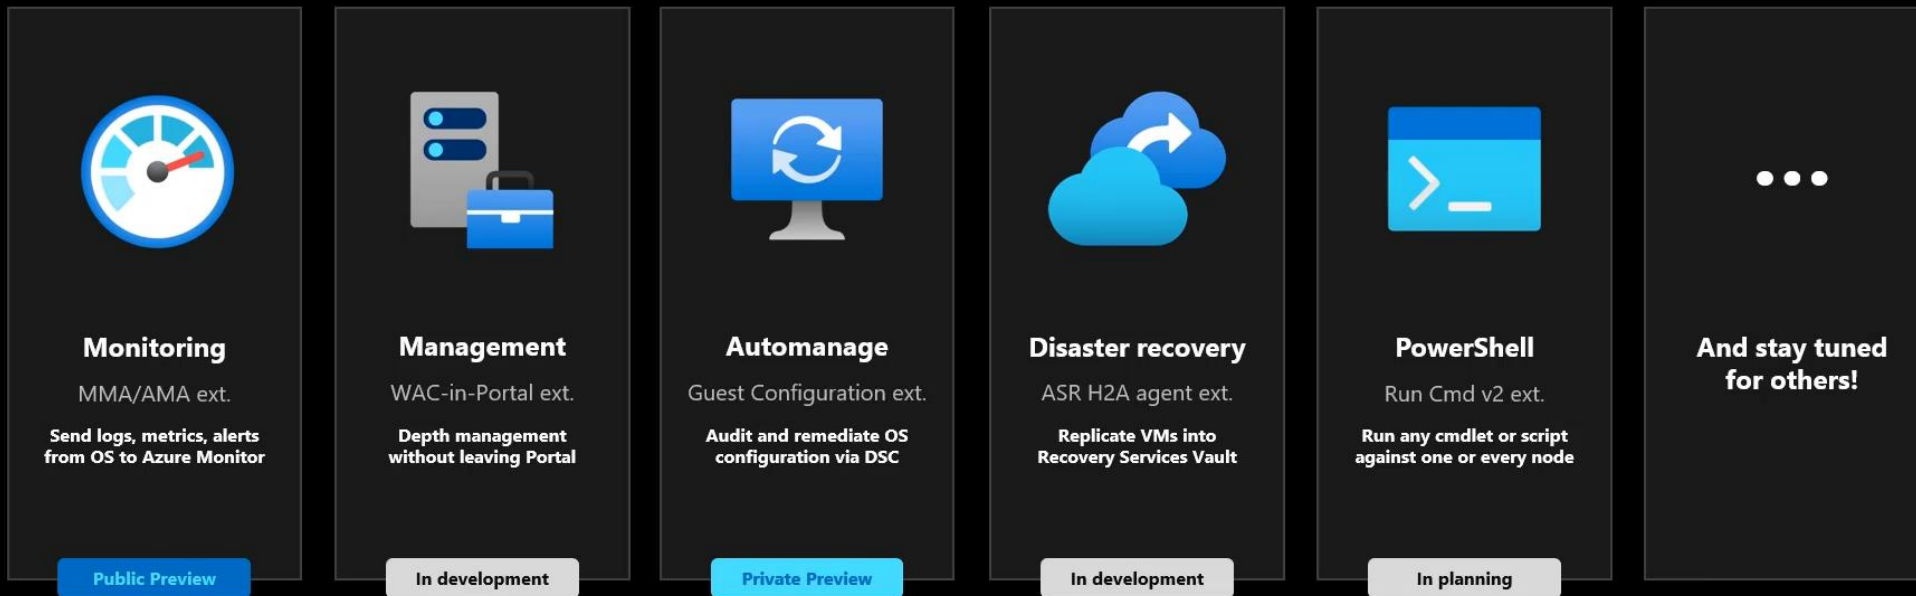 Monitoring
MMA/AMA ext.
Send logs, metrics, alerts
from OS to Azure Monitor
Public Preview
Management
WAC-in-Portal ext.
Depth management
without leaving Portal
In development
Automanage
Guest Configuration ext.
Audit and remediate OS
configuration via DSC
Private Preview
Disaster recovery
ASR H2A agent ext.
Replicate VMs into
Recovery Services Vault
In development
PowerShell
Run Cmd v2 ext.
Run any cmdlet or script
against one or every node
In planning
And stay tuned
for others!